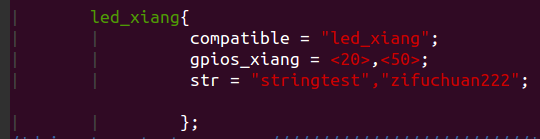 led_xiang{
compatible = "led_xiang";
gpios_xiang = <20>,<50>;
str = "stringtest","zifuchuan222";
};